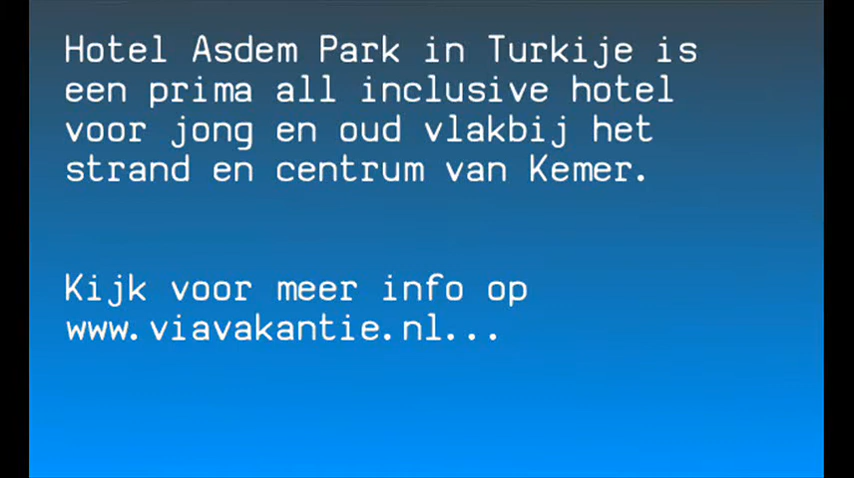 Hotel Asdem Park in Turkije is
een prima all inclusive hotel
voor jong en oud vlakbij het
strand en centrum van Kemer.
Kijk voor meer info op
www.viavakantie.nl...